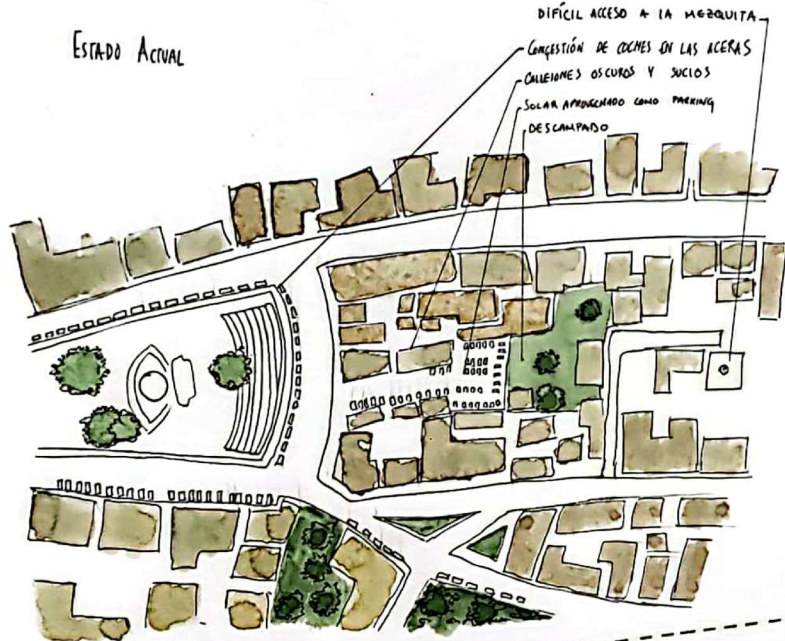 ESTADO ACTUAL
DIFÍCIL ACCESO A LA MEZQUITA
CONGESTIÓN DE COCHES EN LAS ACERAS
CALLEJONES OSCUROS Y SUCIOS
SOLAR APROVECHADO COMO PARKING
DESCAMPADO